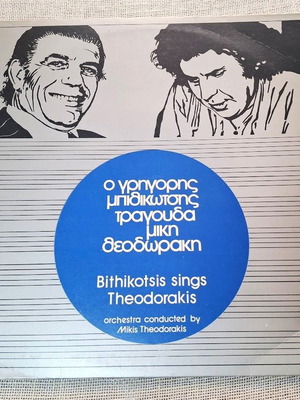 ο γρηγορης
μπιθικωτσης
τραγουδα
μικη
θεοδωρακη
Bithikotsis sings
Theodorakis
orchestra conducted by
Mikis Theodorakis